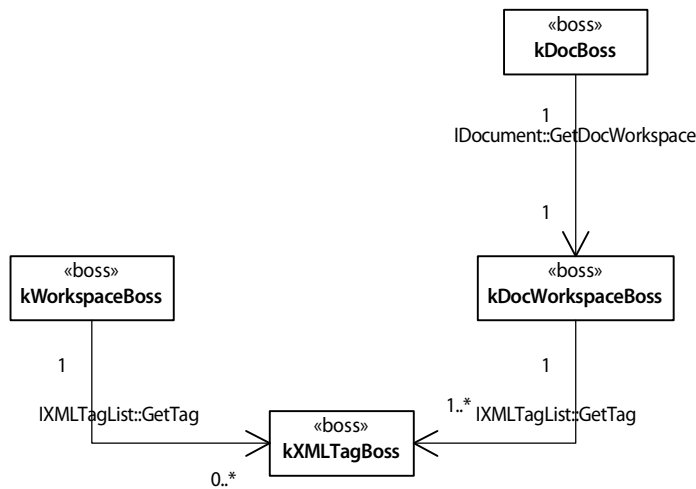 «boss»
kDocBoss
1
IDocument::GetDocWorkspace
1
«boss»
kWorkspaceBoss
«boss»
kDocWorkspaceBoss
1
1
IXMLTagList::GetTag
1..*
IXMLTagList::GetTag
«boss»
kXMLTagBoss
0..*